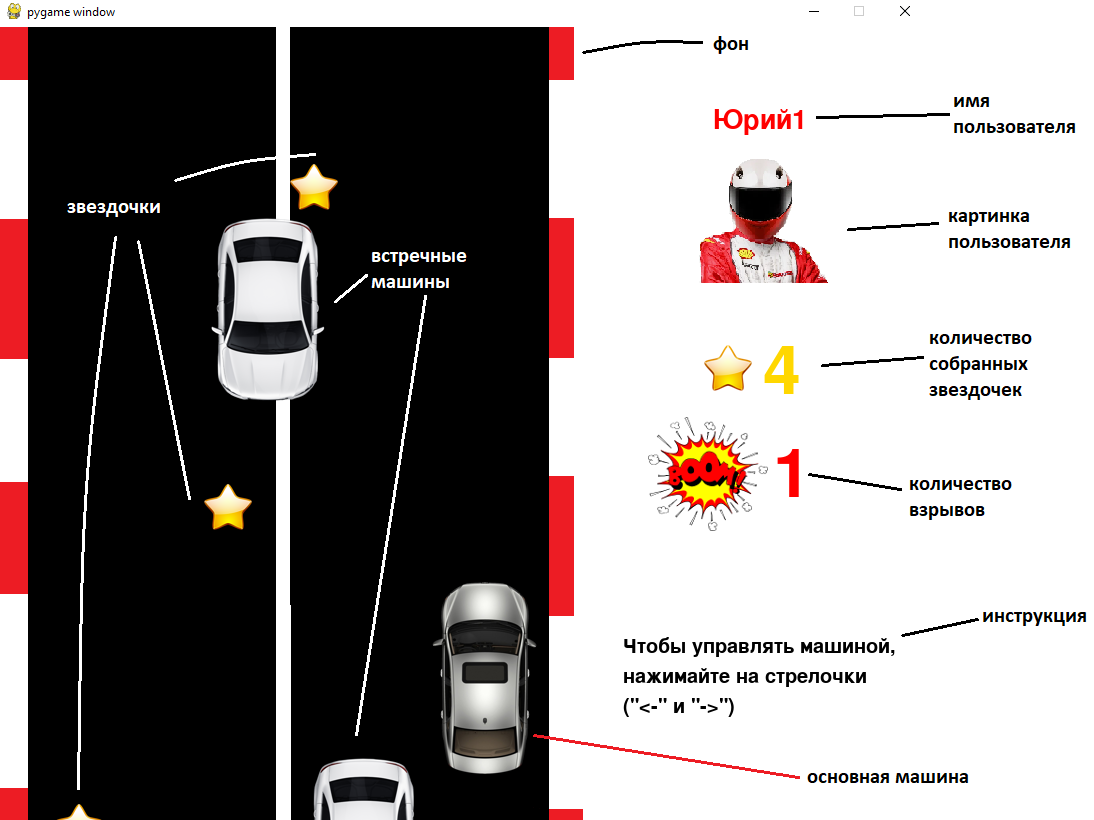 pygame window
фон
имя
пользователя
Юрий1
звездочки
картинка
пользователя
встречные
машины
количество
собранных
звездочек
4
BOOM!
1
количество
взрывов
инструкция
Чтобы управлять машиной,
нажимайте на стрелочки
("<-" и "->")
основная машина